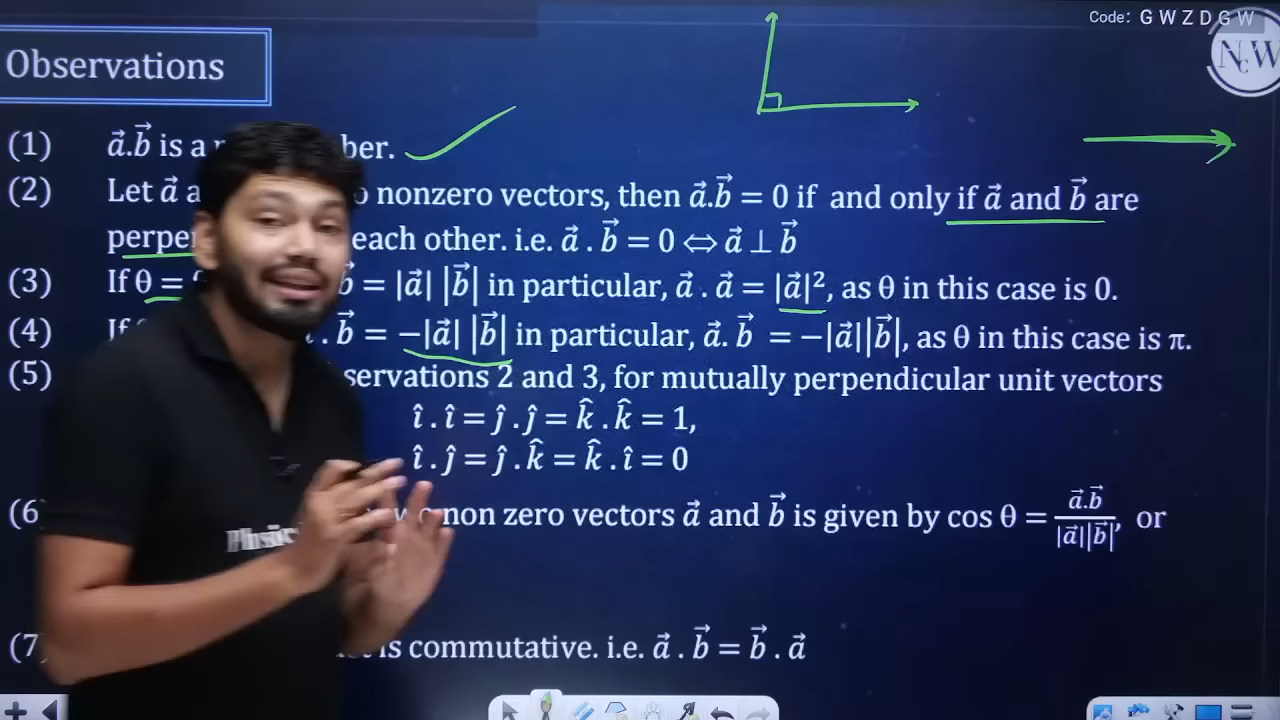 Code: G W Z D G W
NcW
Observations
(1) a⃗.b⃗ is a ber.
(2) Let a⃗ a nonzero vectors, then a⃗.b⃗ = 0 if and only if a⃗ and b⃗ are
perpe each other. i.e. a⃗ . b⃗ = 0 ⇔ a⃗ ⊥ b⃗
(3) If θ = b⃗ = |a⃗| |b⃗| in particular, a⃗ . a⃗ = |a⃗|², as θ in this case is 0.
(4) If . b⃗ = −|a⃗| |b⃗| in particular, a⃗. b⃗ = −|a⃗||b⃗|, as θ in this case is π.
(5) servations 2 and 3, for mutually perpendicular unit vectors
î . î = ĵ . ĵ = k̂ . k̂ = 1,
î . ĵ = ĵ . k̂ = k̂ . î = 0
(6 non zero vectors a⃗ and b⃗ is given by cos θ = a⃗.b⃗/|a⃗||b⃗|, or
(7 is commutative. i.e. a⃗ . b⃗ = b⃗ . a⃗